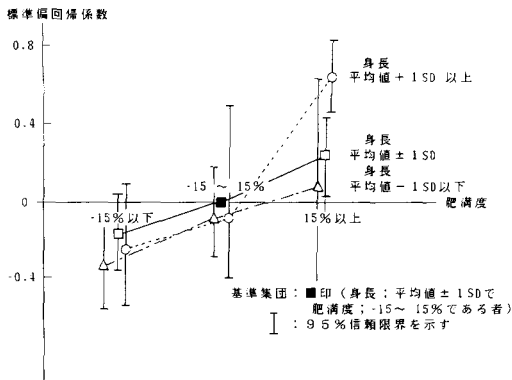 標準偏回帰係数
0.8
身長
平均値+1SD以上
0.4
身長
平均値±1SD
身長
平均値-1SD以下
-15~15%
0
肥満度
-15%以下
15%以上
-0.4
基準集団:■印(身長;平均値±1SDで
肥満度;-15~15%である者)
:95%信頼限界を示す